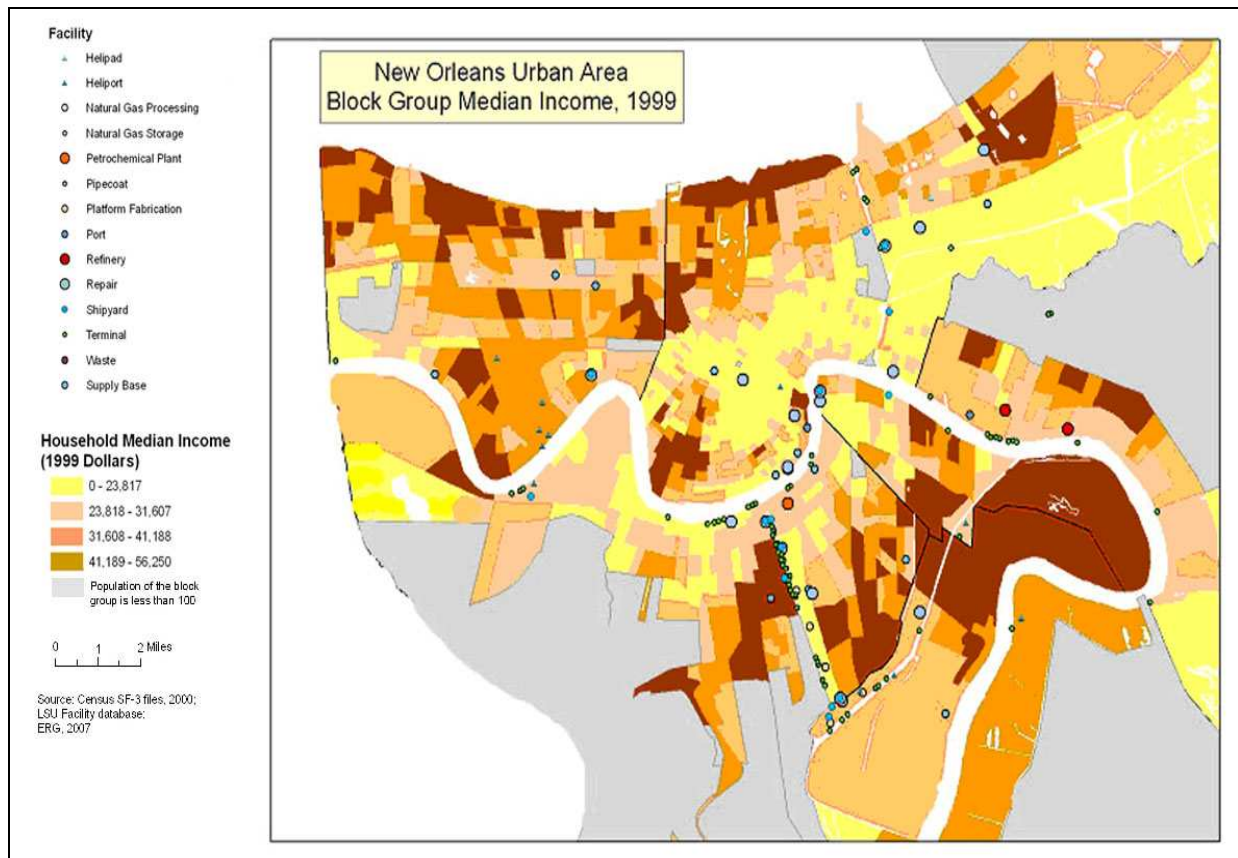 Facility
Helipad
Heliport
Natural Gas Processing
Natural Gas Storage
Petrochemical Plant
Pipecoat
Platform Fabrication
Port
Refinery
Repair
Shipyard
Terminal
Waste
Supply Base
Household Median Income
(1999 Dollars)
0 - 23,817
23,818 - 31,607
31,608 - 41,188
41,189 - 56,250
Population of the block
group is less than 100
0 1 2 Miles
Source: Census SF-3 files, 2000;
LSU Facility database:
ERG, 2007
New Orleans Urban Area
Block Group Median Income, 1999